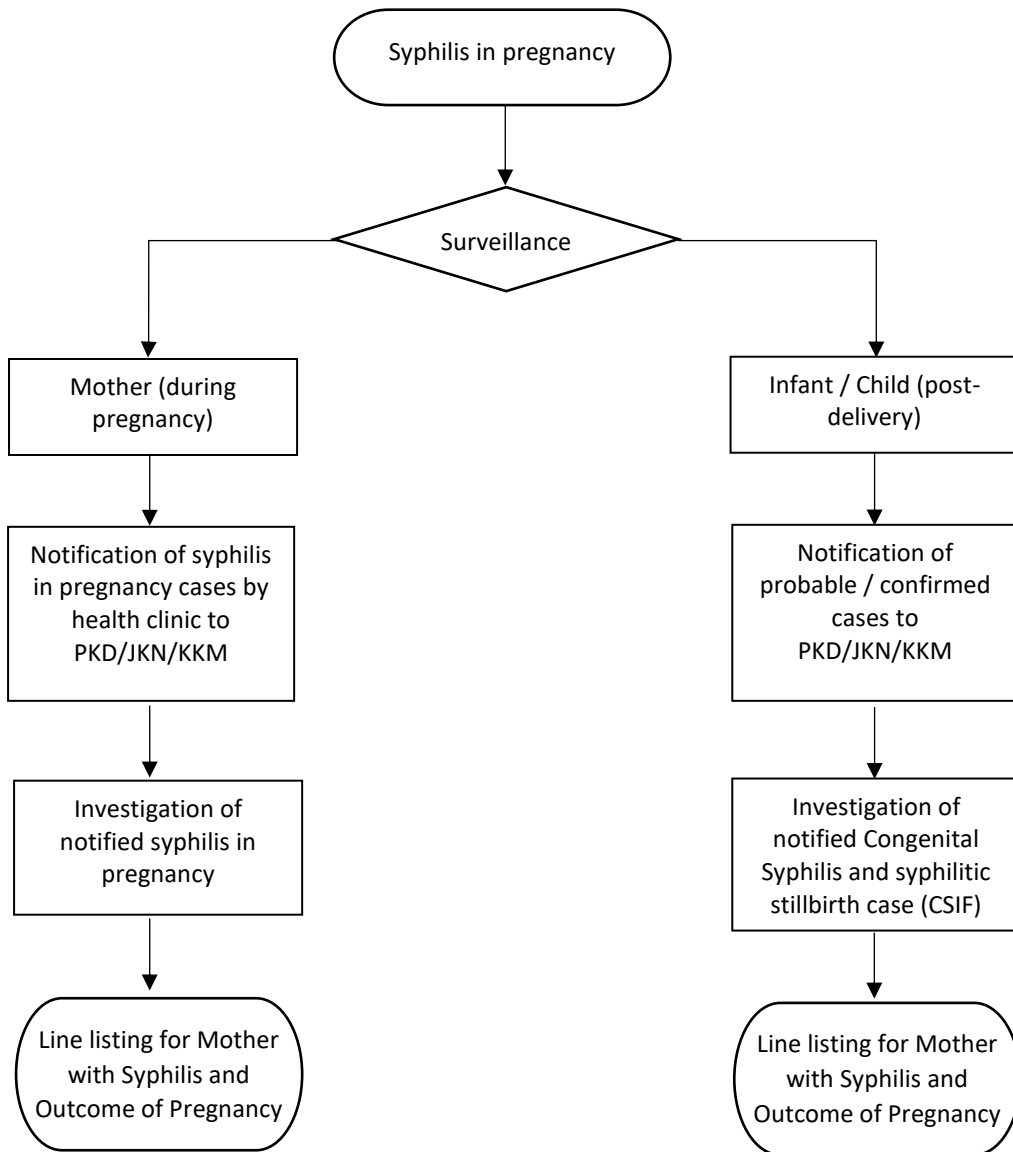 Syphilis in pregnancy
Surveillance
Mother (during
pregnancy)
Notification of syphilis
in pregnancy cases by
health clinic to
PKD/JKN/KKM
Investigation of
notified syphilis in
pregnancy
Line listing for Mother
with Syphilis and
Outcome of Pregnancy
Infant / Child (post-
delivery)
Notification of
probable / confirmed
cases to
PKD/JKN/KKM
Investigation of
notified Congenital
Syphilis and syphilitic
stillbirth case (CSIF)
Line listing for Mother
with Syphilis and
Outcome of Pregnancy